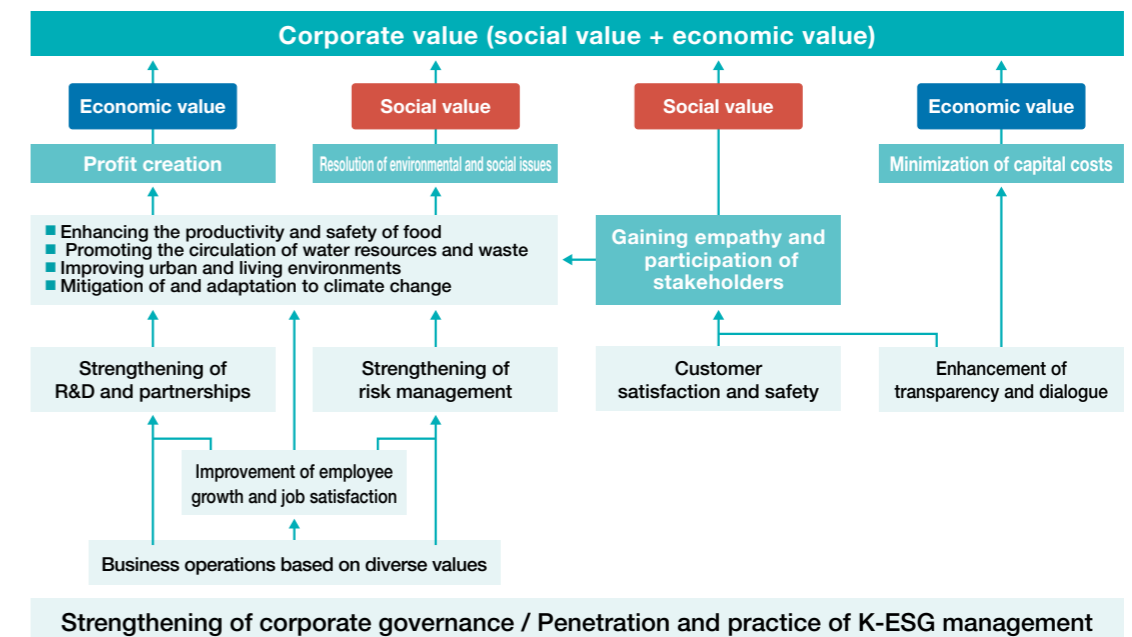 Corporate value (social value + economic value)
Economic value
Social value
Social value
Economic value
Profit creation
Resolution of environmental and social issues
Minimization of capital costs
Enhancing the productivity and safety of food
Promoting the circulation of water resources and waste
Improving urban and living environments
Mitigation of and adaptation to climate change
Gaining empathy and
participation of
stakeholders
Strengthening of
R&D and partnerships
Strengthening of
risk management
Customer
satisfaction and safety
Enhancement of
transparency and dialogue
Improvement of employee
growth and job satisfaction
Business operations based on diverse values
Strengthening of corporate governance / Penetration and practice of K-ESG management